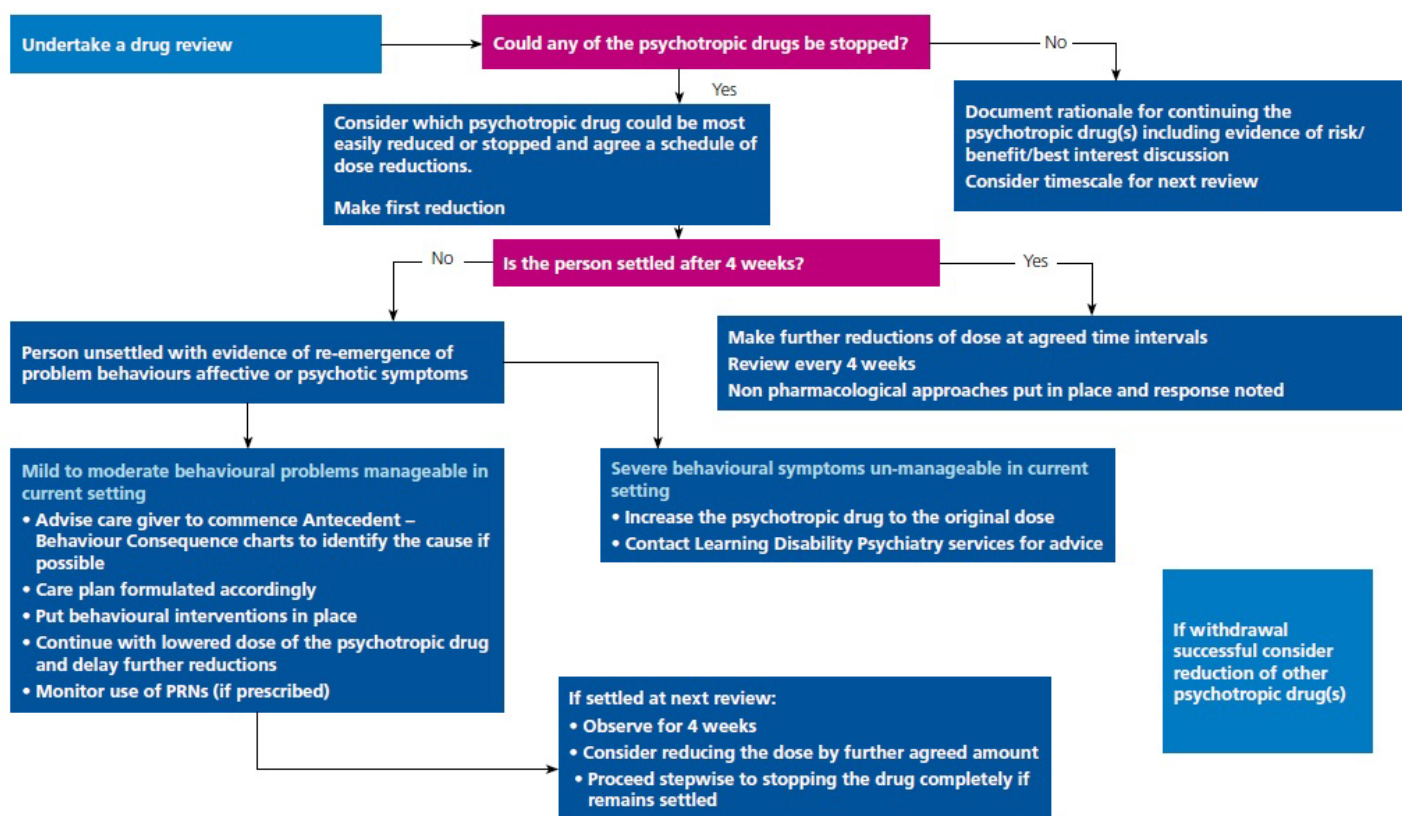 Undertake a drug review
Could any of the psychotropic drugs be stopped?
No
Yes
Document rationale for continuing the
psychotropic drug(s) including evidence of risk/
benefit/best interest discussion
Consider timescale for next review
Consider which psychotropic drug could be most
easily reduced or stopped and agree a schedule of
dose reductions.
Make first reduction
No
Is the person settled after 4 weeks?
Yes
Person unsettled with evidence of re-emergence of
problem behaviours affective or psychotic symptoms
Make further reductions of dose at agreed time intervals
Review every 4 weeks
Non pharmacological approaches put in place and response noted
Mild to moderate behavioural problems manageable in
current setting
• Advise care giver to commence Antecedent –
Behaviour Consequence charts to identify the cause if
possible
• Care plan formulated accordingly
• Put behavioural interventions in place
• Continue with lowered dose of the psychotropic drug
and delay further reductions
• Monitor use of PRNs (if prescribed)
Severe behavioural symptoms un-manageable in current
setting
• Increase the psychotropic drug to the original dose
• Contact Learning Disability Psychiatry services for advice
If withdrawal
successful consider
reduction of other
psychotropic drug(s)
If settled at next review:
• Observe for 4 weeks
• Consider reducing the dose by further agreed amount
• Proceed stepwise to stopping the drug completely if
remains settled